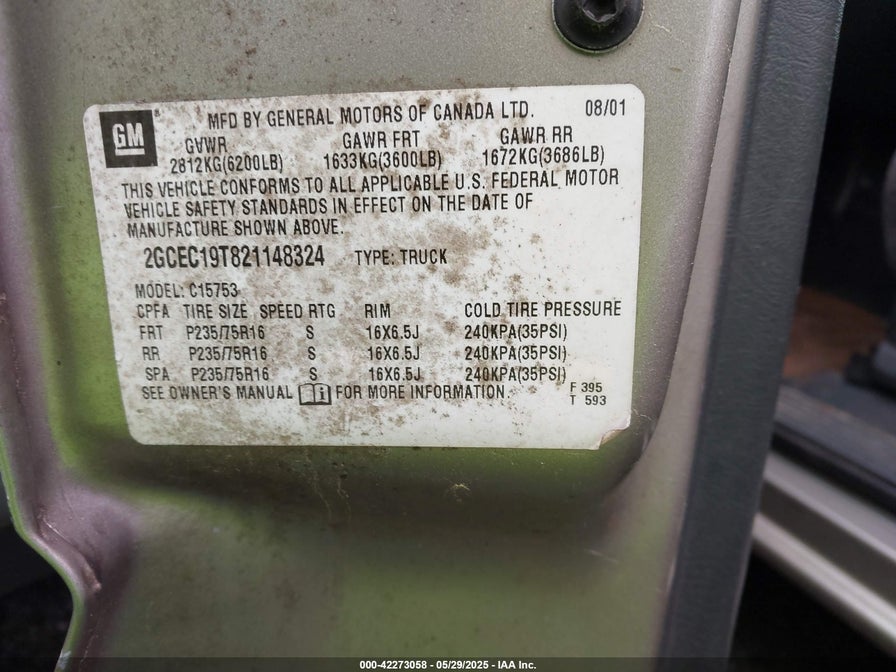 GM
MFD BY GENERAL MOTORS OF CANADA LTD. 08/01
GVWR GAWR FRT GAWR RR
2812KG(6200LB) 1633KG(3600LB) 1672KG(3686LB)
THIS VEHICLE CONFORMS TO ALL APPLICABLE U.S. FEDERAL MOTOR
VEHICLE SAFETY STANDARDS IN EFFECT ON THE DATE OF
MANUFACTURE SHOWN ABOVE.
2GCEC19T821148324 TYPE: TRUCK
MODEL: C15753
CPFA TIRE SIZE SPEED RTG RIM COLD TIRE PRESSURE
FRT P235/75R16 S 16X6.5J 240KPA(35PSI)
RR P235/75R16 S 16X6.5J 240KPA(35PSI)
SPA P235/75R16 S 16X6.5J 240KPA(35PSI)
SEE OWNER'S MANUAL FOR MORE INFORMATION.
F 395
T 593
000-42273058 - 05/29/2025 - IAA Inc.